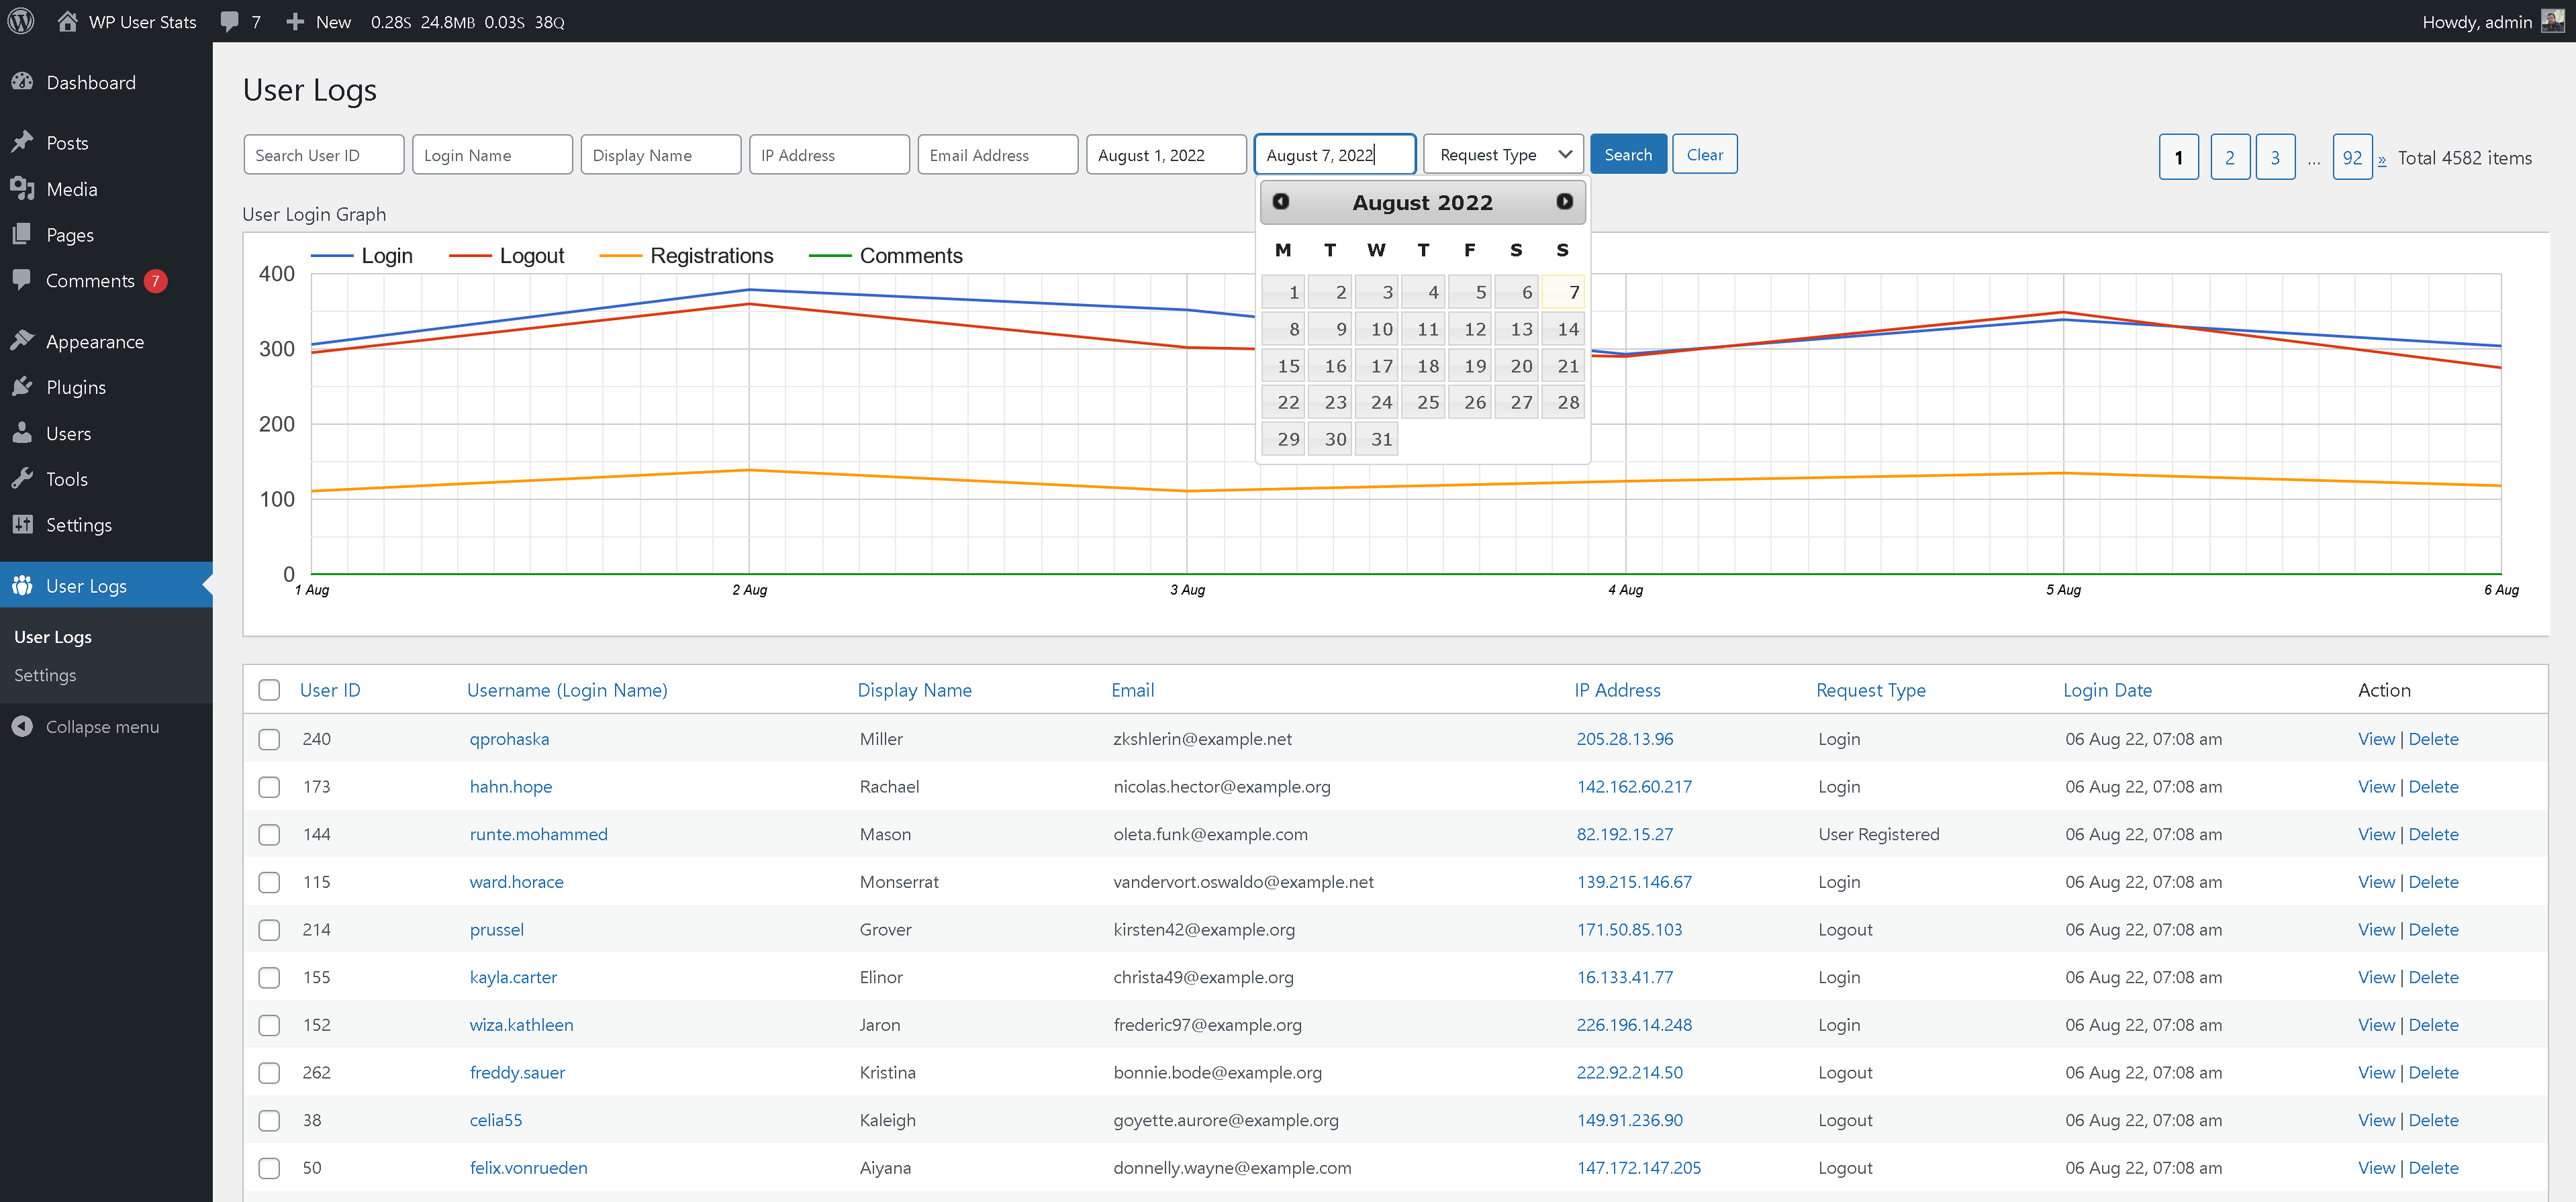 WP User Stats 7 New 0.28S 24.8MB 0.03S 38Q Howdy, admin
Dashboard
Posts
Media
Pages
Comments 7
Appearance
Plugins
Users
Tools
Settings
User Logs
User Logs
Settings
Collapse menu
User Logs
Search User ID Login Name Display Name IP Address Email Address August 1, 2022 August 7, 2022 Request Type Search Clear 1 2 3 ... 92 » Total 4582 items
August 2022
M T W T F S S
1 2 3 4 5 6 7
8 9 10 11 12 13 14
15 16 17 18 19 20 21
22 23 24 25 26 27 28
29 30 31
User Login Graph
Login Logout Registrations Comments
400
300
200
100
0
1 Aug 2 Aug 3 Aug 4 Aug 5 Aug 6 Aug
User ID Username (Login Name) Display Name Email IP Address Request Type Login Date Action
240 qprohaska Miller zkshlerin@example.net 205.28.13.96 Login 06 Aug 22, 07:08 am View | Delete
173 hahn.hope Rachael nicolas.hector@example.org 142.162.60.217 Login 06 Aug 22, 07:08 am View | Delete
144 runte.mohammed Mason oleta.funk@example.com 82.192.15.27 User Registered 06 Aug 22, 07:08 am View | Delete
115 ward.horace Monserrat vandervort.oswaldo@example.net 139.215.146.67 Login 06 Aug 22, 07:08 am View | Delete
214 prussel Grover kirsten42@example.org 171.50.85.103 Logout 06 Aug 22, 07:08 am View | Delete
155 kayla.carter Elinor christa49@example.org 16.133.41.77 Login 06 Aug 22, 07:08 am View | Delete
152 wiza.kathleen Jaron frederic97@example.org 226.196.14.248 Login 06 Aug 22, 07:08 am View | Delete
262 freddy.sauer Kristina bonnie.bode@example.org 222.92.214.50 Logout 06 Aug 22, 07:08 am View | Delete
38 celia55 Kaleigh goyette.aurore@example.org 149.91.236.90 Logout 06 Aug 22, 07:08 am View | Delete
50 felix.vonrueden Aiyana donnelly.wayne@example.com 147.172.147.205 Logout 06 Aug 22, 07:08 am View | Delete